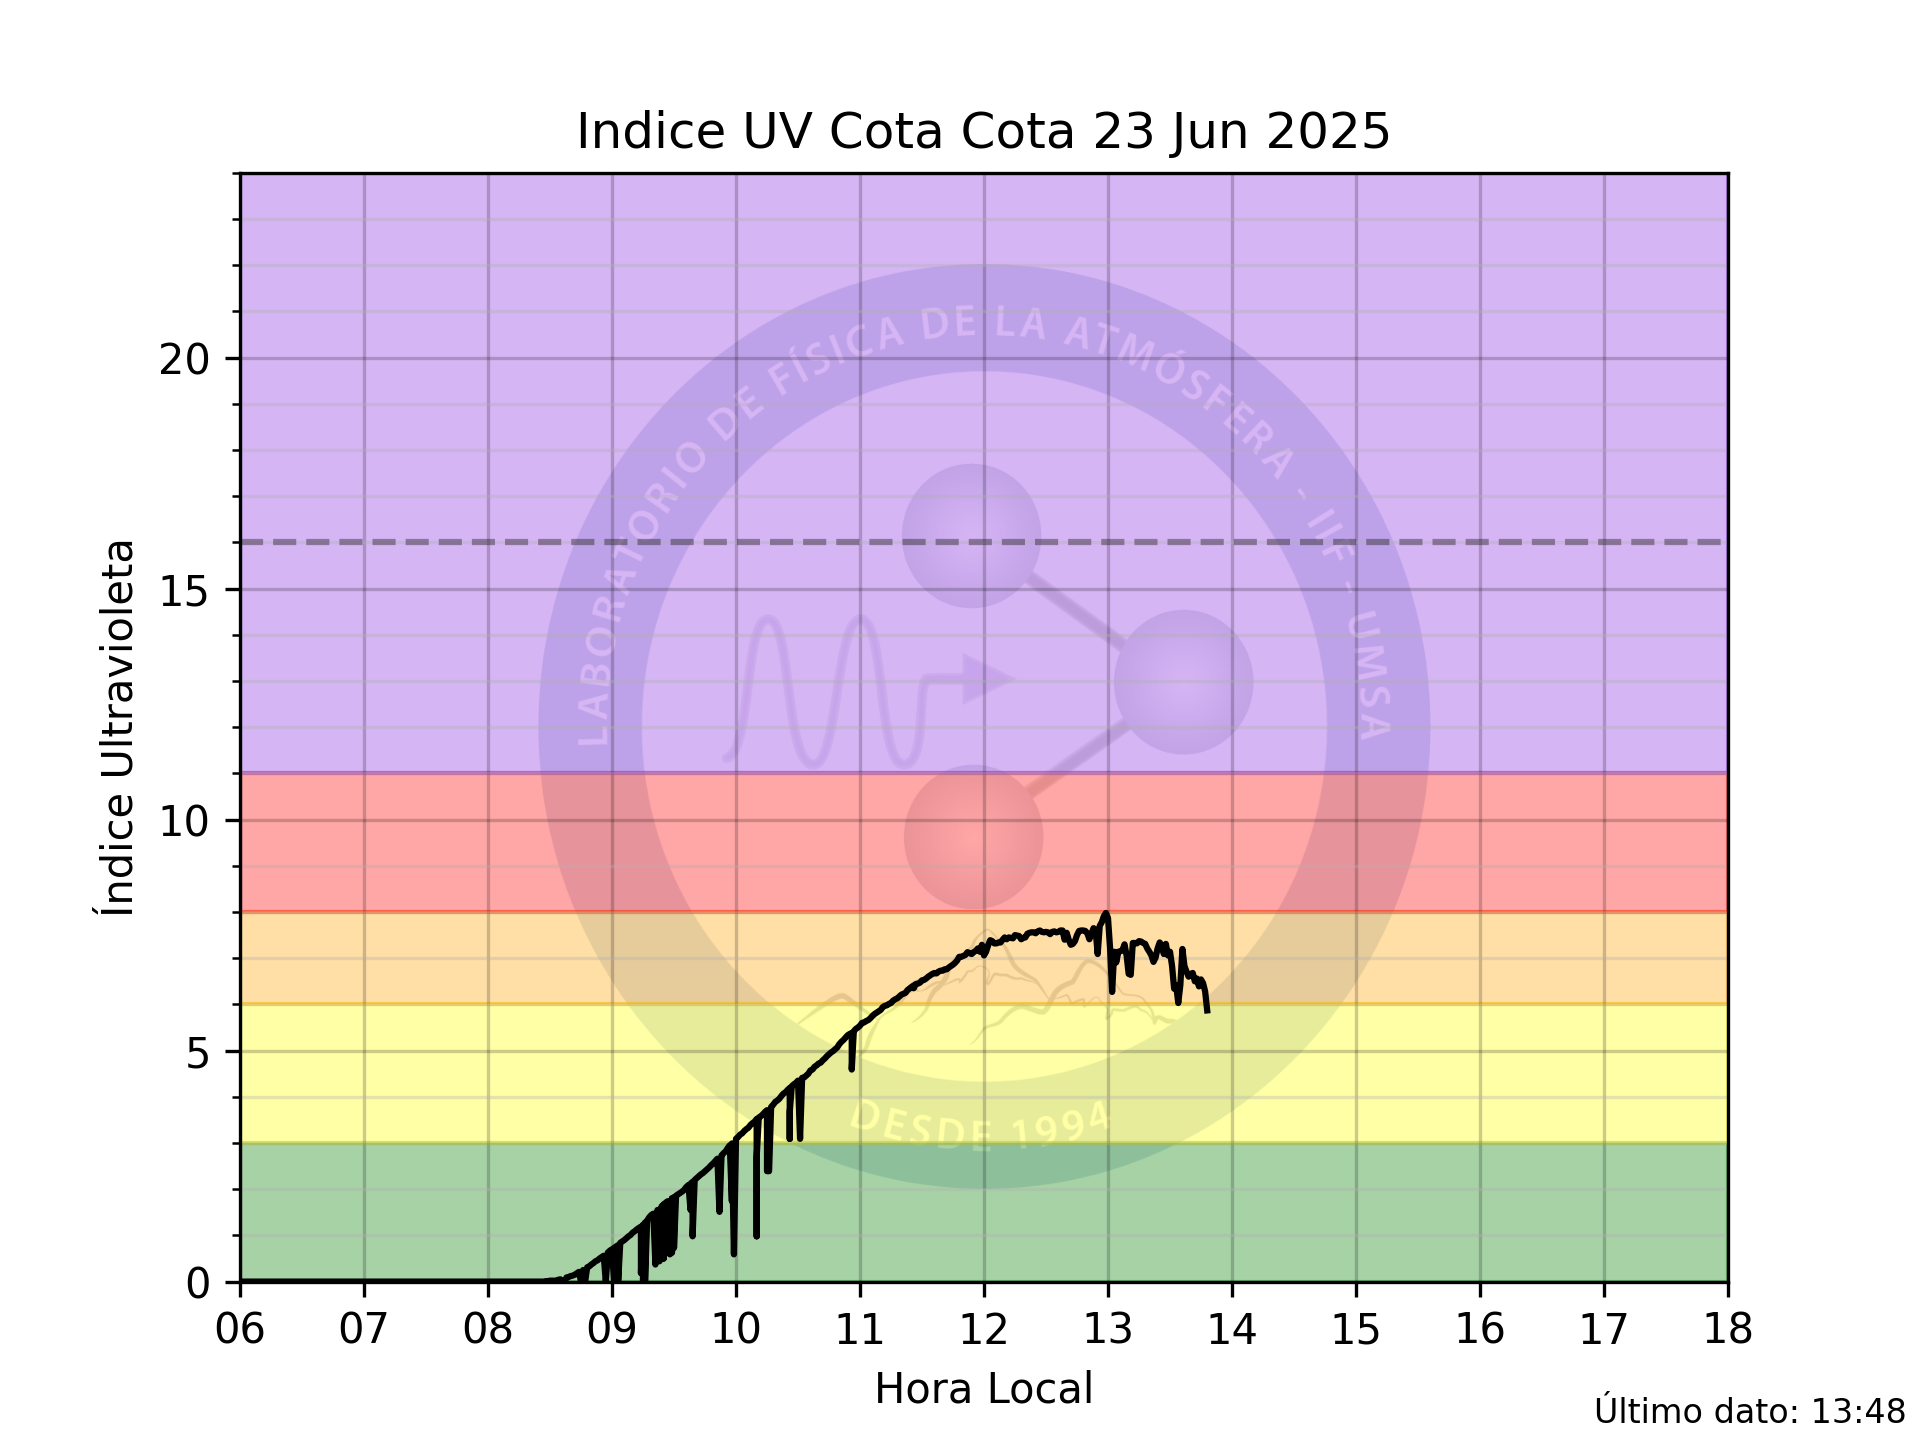 Indice UV Cota Cota 23 Jun 2025
Índice Ultravioleta
20
15
10
5
0
LABORATORIO DE FÍSICA DE LA ATMÓSFERA - IIF - UMSA
DESDE 1994
06 07 08 09 10 11 12 13 14 15 16 17 18
Hora Local
Último dato: 13:48